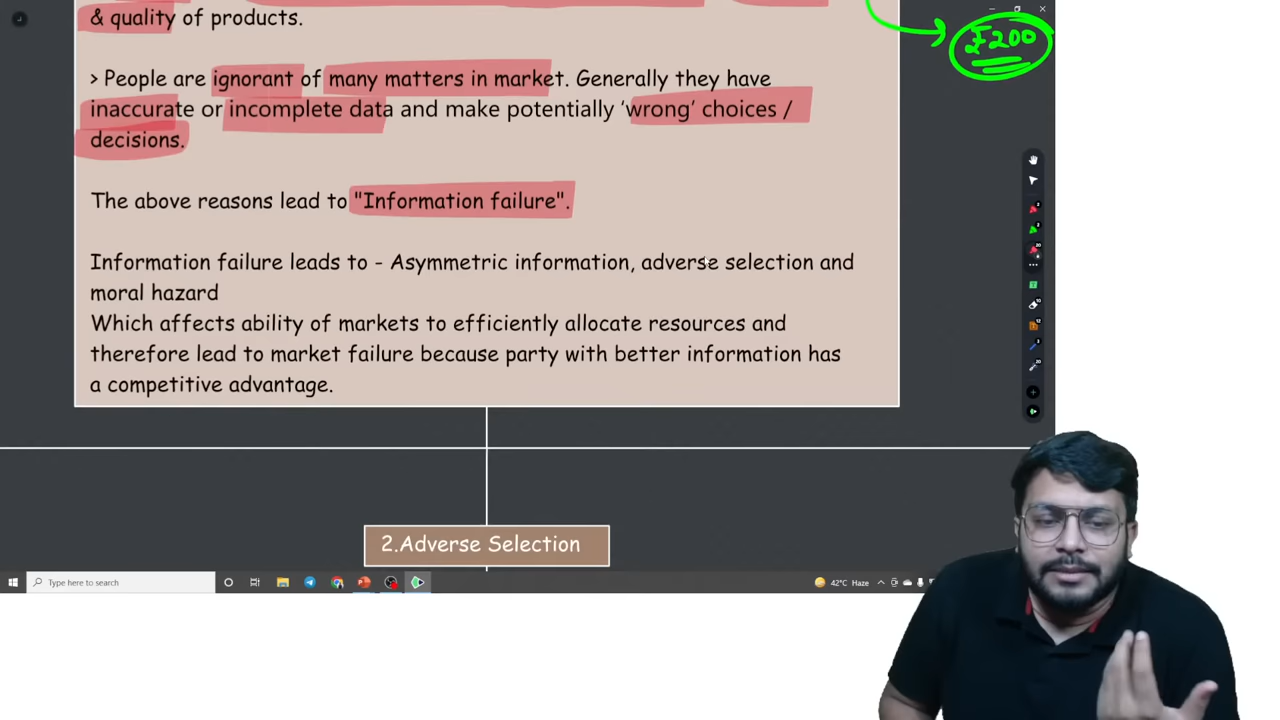 & quality of products.
₹200
> People are ignorant of many matters in market. Generally they have
inaccurate or incomplete data and make potentially ‘wrong’ choices /
decisions.
The above reasons lead to "Information failure".
Information failure leads to - Asymmetric information, adverse selection and
moral hazard
Which affects ability of markets to efficiently allocate resources and
therefore lead to market failure because party with better information has
a competitive advantage.
2.Adverse Selection
Type here to search
42°C Haze